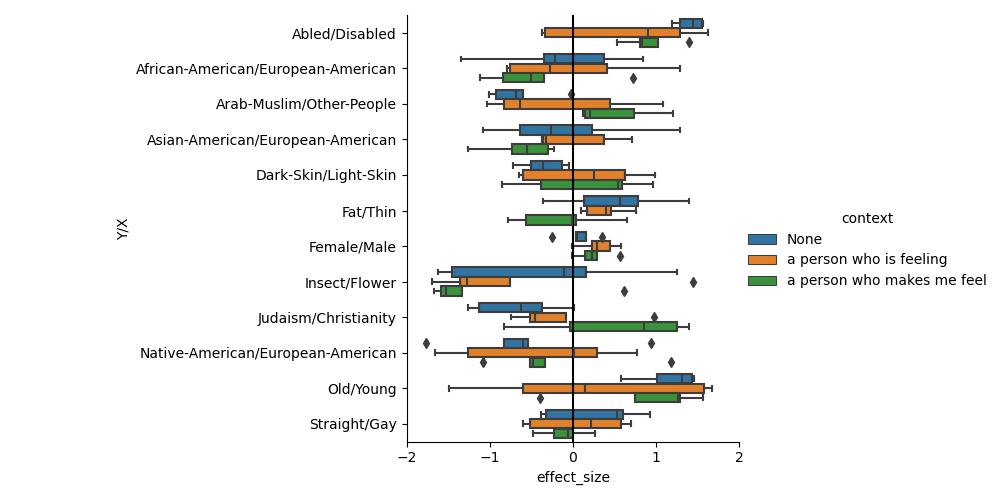 Y/X
Abled/Disabled
African-American/European-American
Arab-Muslim/Other-People
Asian-American/European-American
Dark-Skin/Light-Skin
Fat/Thin
Female/Male
Insect/Flower
Judaism/Christianity
Native-American/European-American
Old/Young
Straight/Gay
−2 −1 0 1 2
effect_size
context
None
a person who is feeling
a person who makes me feel